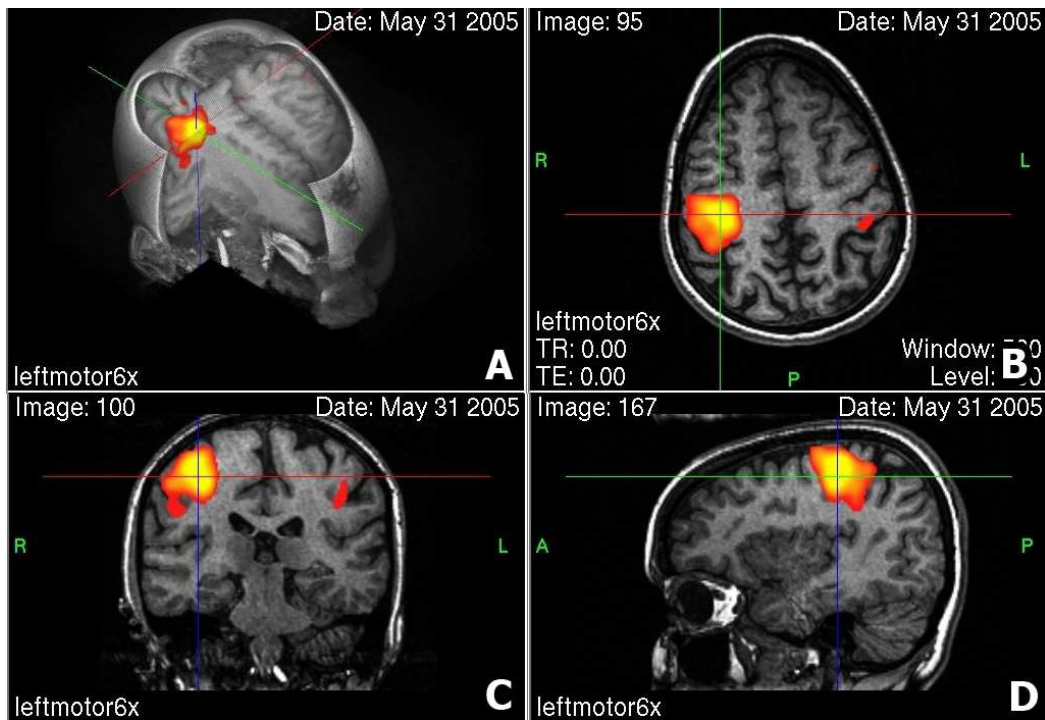 Date: May 31 2005
leftmotor6x
A
Image: 95
Date: May 31 2005
R
L
leftmotor6x
TR: 0.00
Window:
TE: 0.00
Level:
P
B
Image: 100
Date: May 31 2005
R
L
leftmotor6x
C
Image: 167
Date: May 31 2005
A
P
leftmotor6x
D